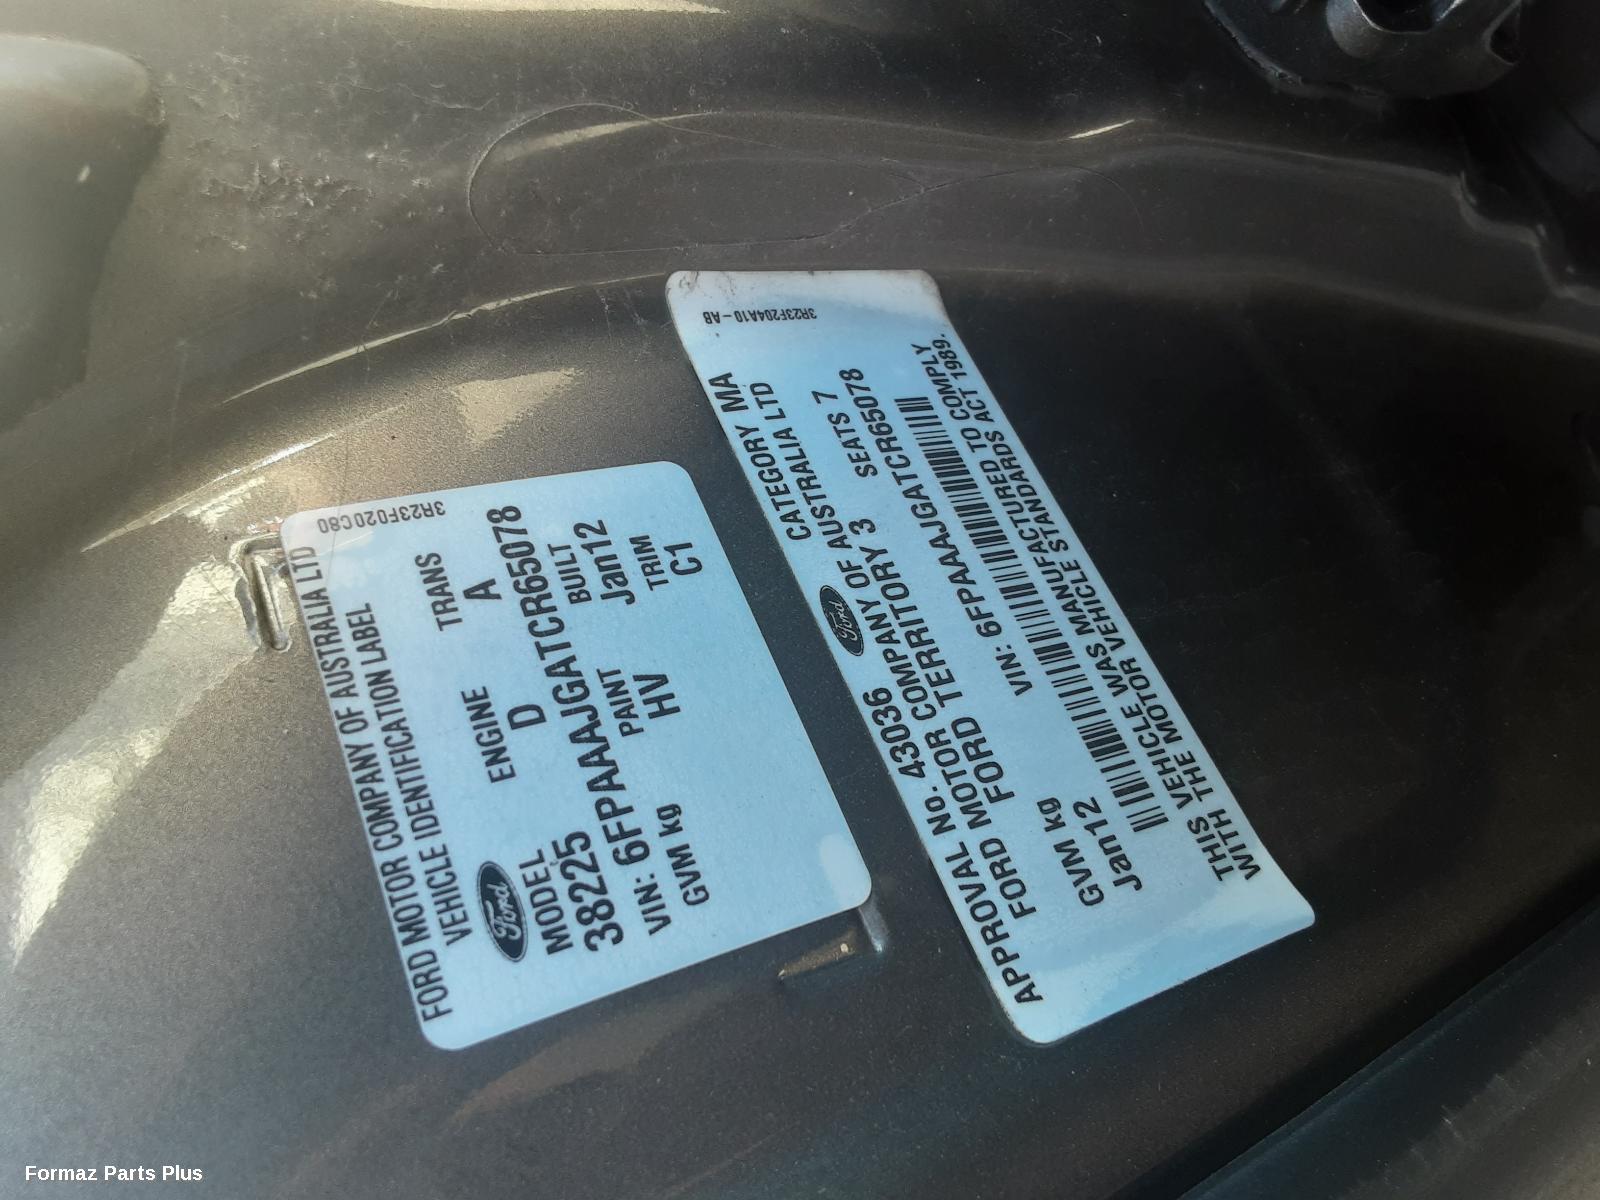 3R23F020C80
FORD MOTOR COMPANY OF AUSTRALIA LTD
VEHICLE IDENTIFICATION LABEL
Ford
MODEL ENGINE TRANS
38225 D A
VIN: 6FPAAAJGATCR65078
GVM kg PAINT BUILT
HV Jan12
TRIM
C1
3R23F204A10-AB
APPROVAL No. 43036 Ford CATEGORY MA
FORD MOTOR COMPANY OF AUSTRALIA LTD
FORD TERRITORY 3 SEATS 7
6FPAAAJGATCR65078
GVM kg VIN: 6FPAAAJGATCR65078
Jan12
THIS VEHICLE WAS MANUFACTURED TO COMPLY
WITH THE MOTOR VEHICLE STANDARDS ACT 1989.
Formaz Parts Plus